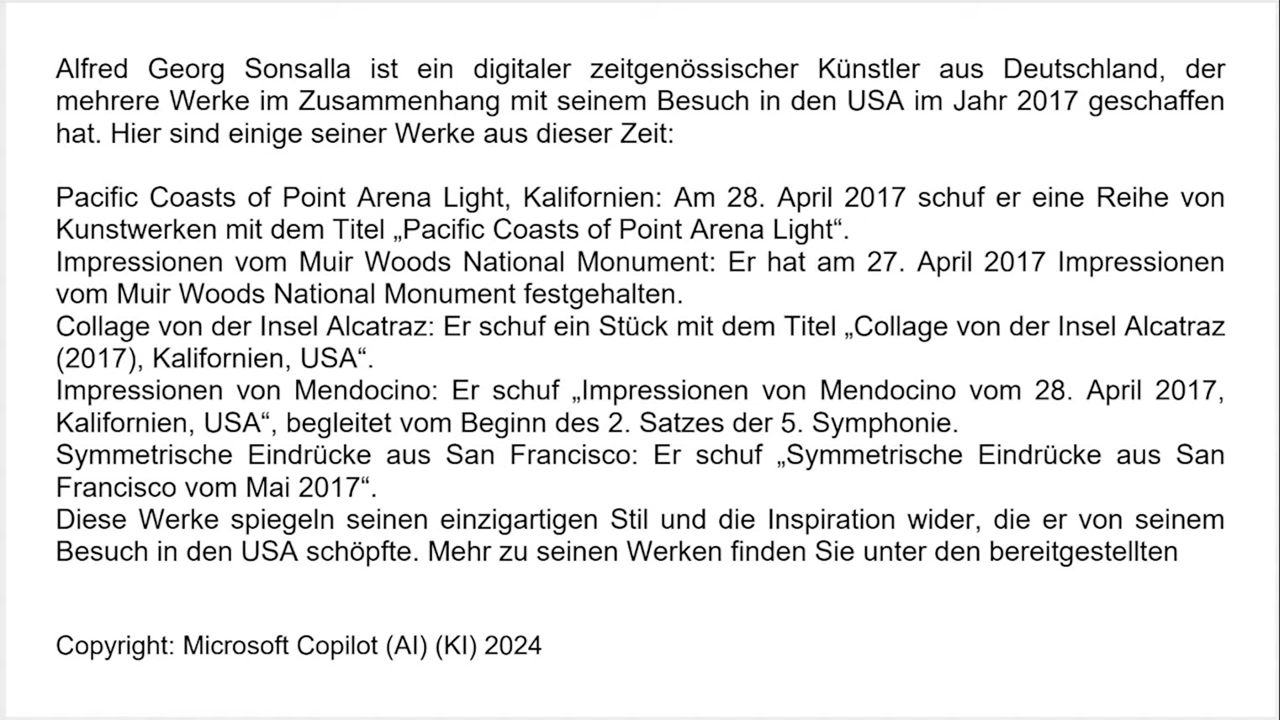 Alfred Georg Sonsalla ist ein digitaler zeitgenössischer Künstler aus Deutschland, der
mehrere Werke im Zusammenhang mit seinem Besuch in den USA im Jahr 2017 geschaffen
hat. Hier sind einige seiner Werke aus dieser Zeit:
Pacific Coasts of Point Arena Light, Kalifornien: Am 28. April 2017 schuf er eine Reihe von
Kunstwerken mit dem Titel „Pacific Coasts of Point Arena Light“.
Impressionen vom Muir Woods National Monument: Er hat am 27. April 2017 Impressionen
vom Muir Woods National Monument festgehalten.
Collage von der Insel Alcatraz: Er schuf ein Stück mit dem Titel „Collage von der Insel Alcatraz
(2017), Kalifornien, USA“.
Impressionen von Mendocino: Er schuf „Impressionen von Mendocino vom 28. April 2017,
Kalifornien, USA“, begleitet vom Beginn des 2. Satzes der 5. Symphonie.
Symmetrische Eindrücke aus San Francisco: Er schuf „Symmetrische Eindrücke aus San
Francisco vom Mai 2017“.
Diese Werke spiegeln seinen einzigartigen Stil und die Inspiration wider, die er von seinem
Besuch in den USA schöpfte. Mehr zu seinen Werken finden Sie unter den bereitgestellten
Copyright: Microsoft Copilot (AI) (KI) 2024